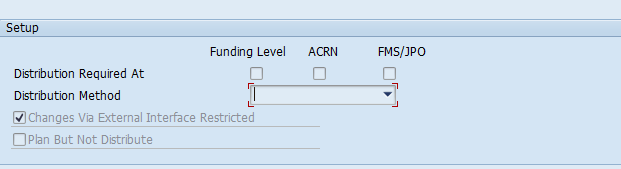 Setup
Funding Level ACRN FMS/JPO
Distribution Required At
Distribution Method
Changes Via External Interface Restricted
Plan But Not Distribute